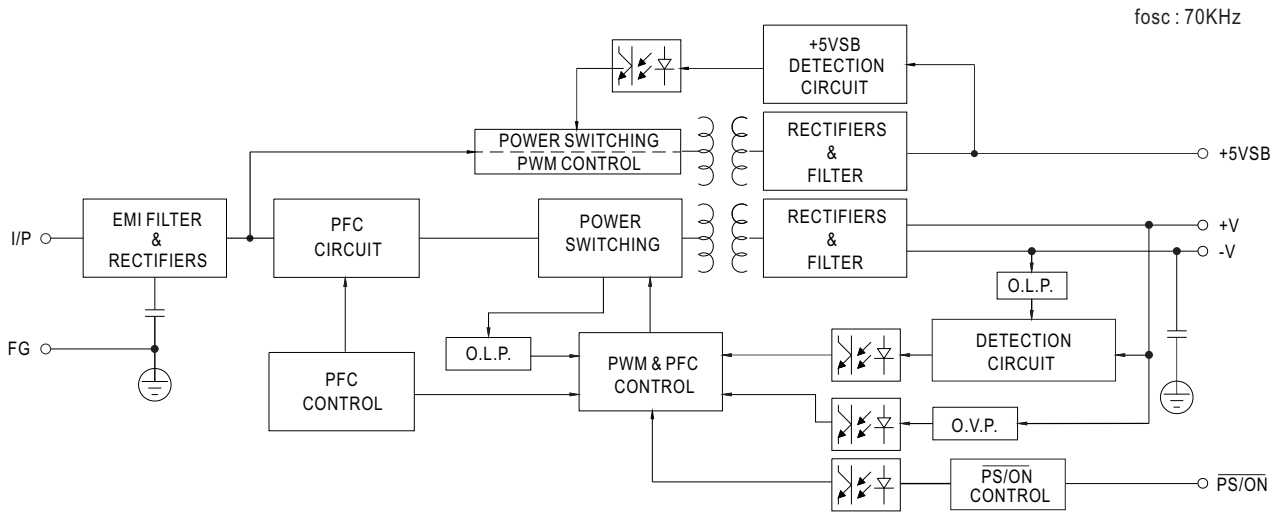 fosc : 70KHz
+5VSB
DETECTION
CIRCUIT
POWER SWITCHING
PWM CONTROL
RECTIFIERS
&
FILTER
+5VSB
I/P
EMI FILTER
&
RECTIFIERS
PFC
CIRCUIT
POWER
SWITCHING
RECTIFIERS
&
FILTER
+V
-V
O.L.P.
FG
O.L.P.
PFC
CONTROL
PWM & PFC
CONTROL
DETECTION
CIRCUIT
O.V.P.
PS/ON
CONTROL
PS/ON